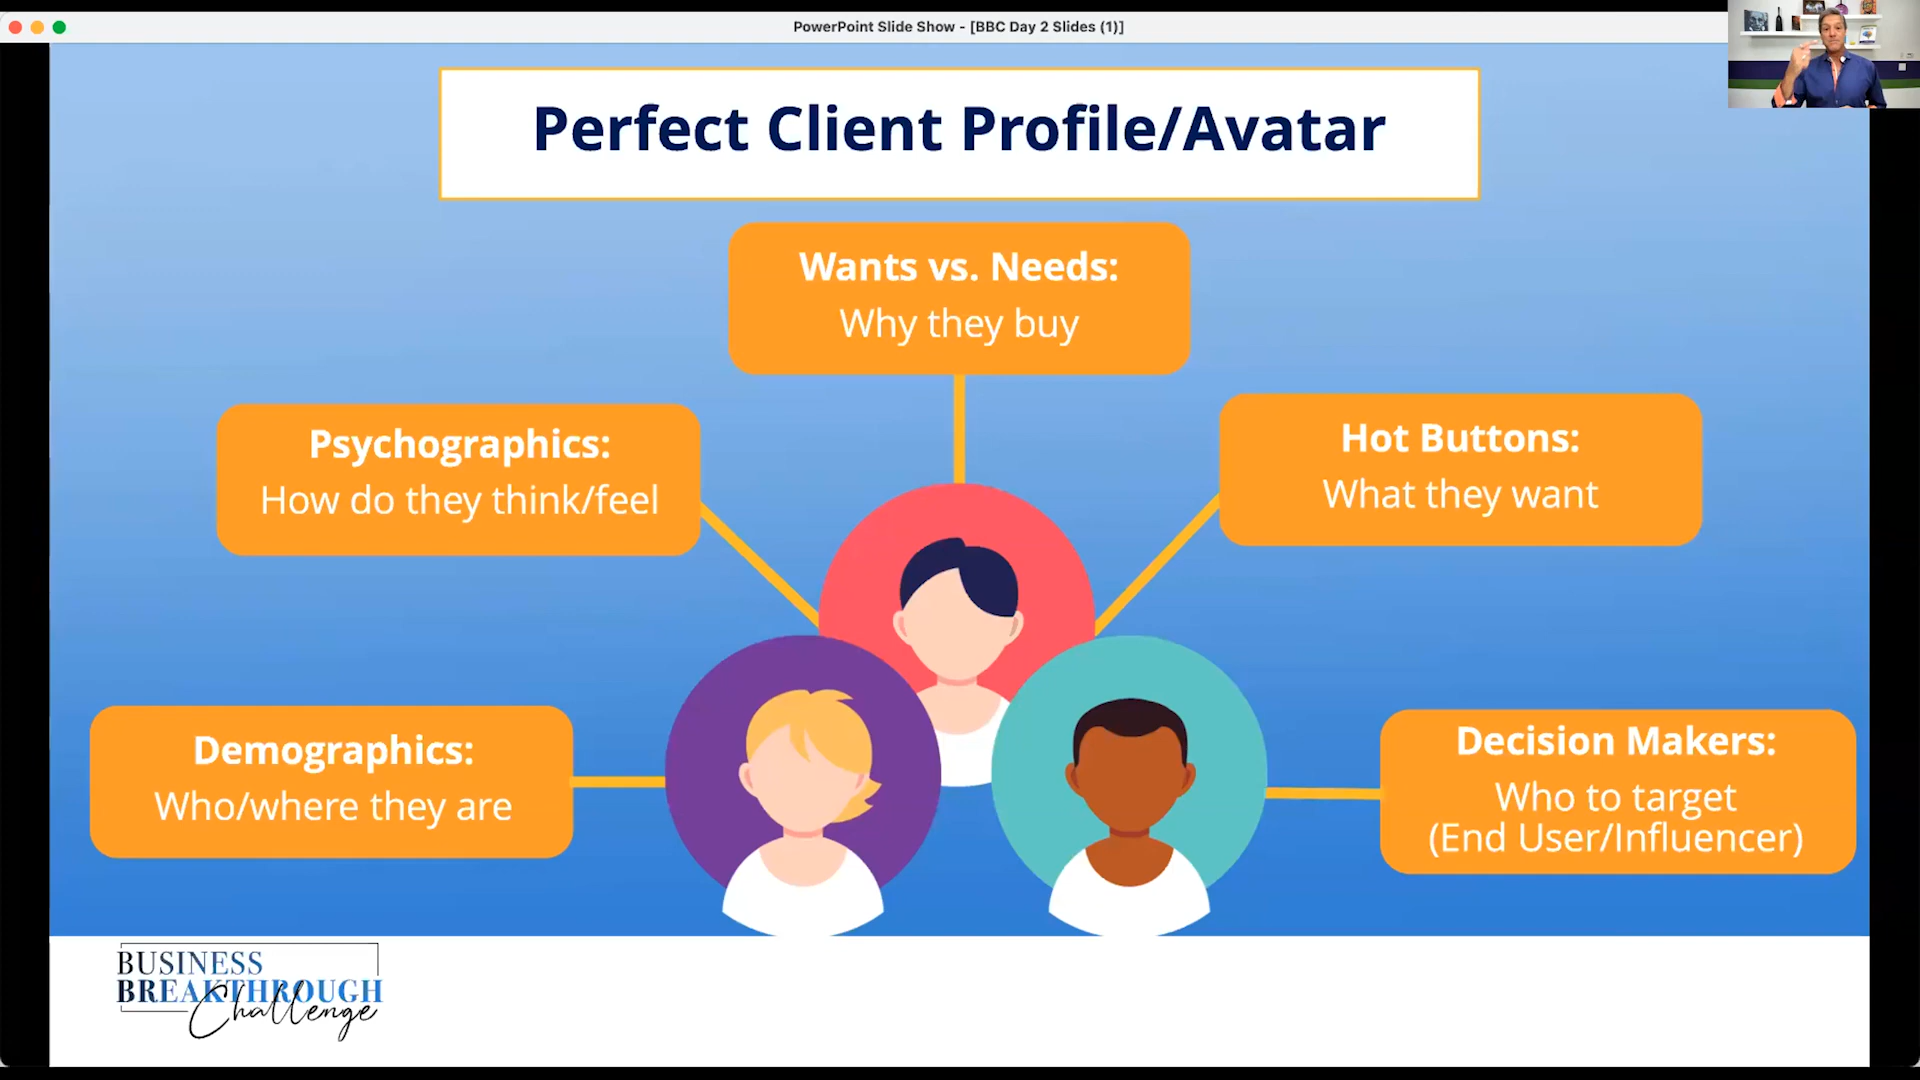 PowerPoint Slide Show - [BBC Day 2 Slides (1)]
Perfect Client Profile/Avatar
Wants vs. Needs:
Why they buy
Psychographics:
How do they think/feel
Hot Buttons:
What they want
Demographics:
Who/where they are
Decision Makers:
Who to target
(End User/Influencer)
BUSINESS
BREAKTHROUGH
Challenge